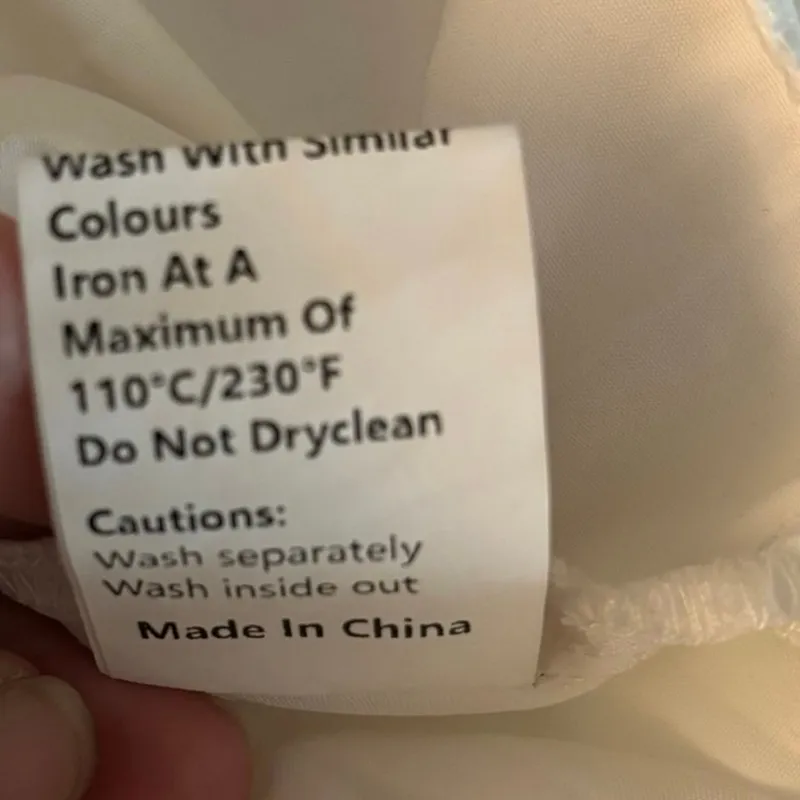 Wash With Similar
Colours
Iron At A
Maximum Of
110°C/230°F
Do Not Dryclean
Cautions:
Wash separately
Wash inside out
Made In China